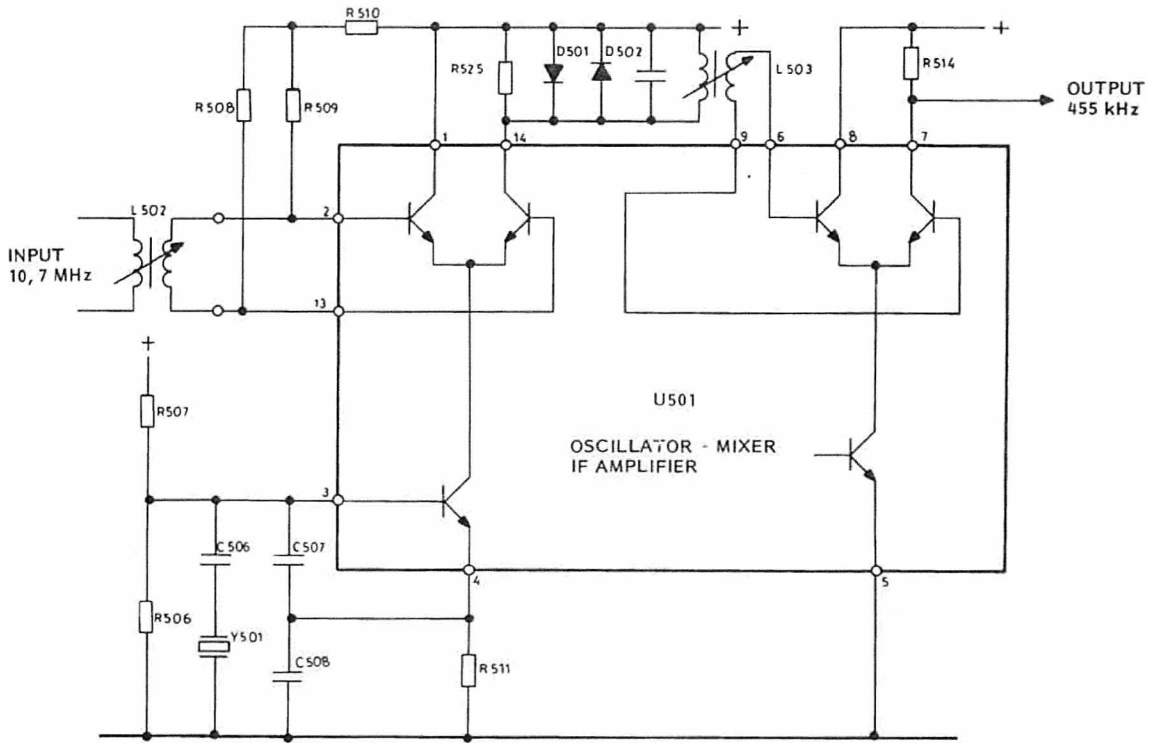 R510
+
D501
D502
R525
L503
R514
+
OUTPUT
455 kHz
R508
R509
1
14
9
6
8
7
L502
2
INPUT
10,7 MHz
13
+
R507
U501
OSCILLATOR - MIXER
IF AMPLIFIER
3
C506
C507
4
5
R506
Y501
C508
R511